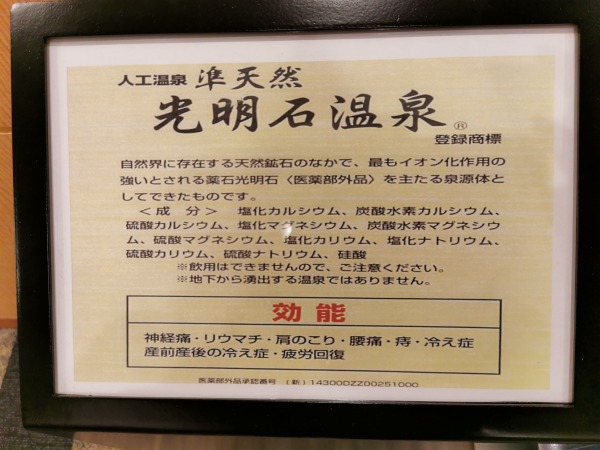 人工温泉 準天然
光明石温泉®
登録商標
自然界に存在する天然鉱石のなかで、最もイオン化作用の
強いとされる薬石光明石〈医薬部外品〉を主たる泉源体と
してできたものです。
＜成 分＞ 塩化カルシウム、炭酸水素カルシウム、
硫酸カルシウム、塩化マグネシウム、炭酸水素マグネシウ
ム、硫酸マグネシウム、塩化カリウム、塩化ナトリウム、
硫酸カリウム、硫酸ナトリウム、硅酸
※飲用はできませんので、ご注意ください。
※地下から湧出する温泉ではありません。
効能
神経痛・リウマチ・肩のこり・腰痛・痔・冷え症
産前産後の冷え症・疲労回復
医薬部外品承認番号 （新）14300DZZ00251000